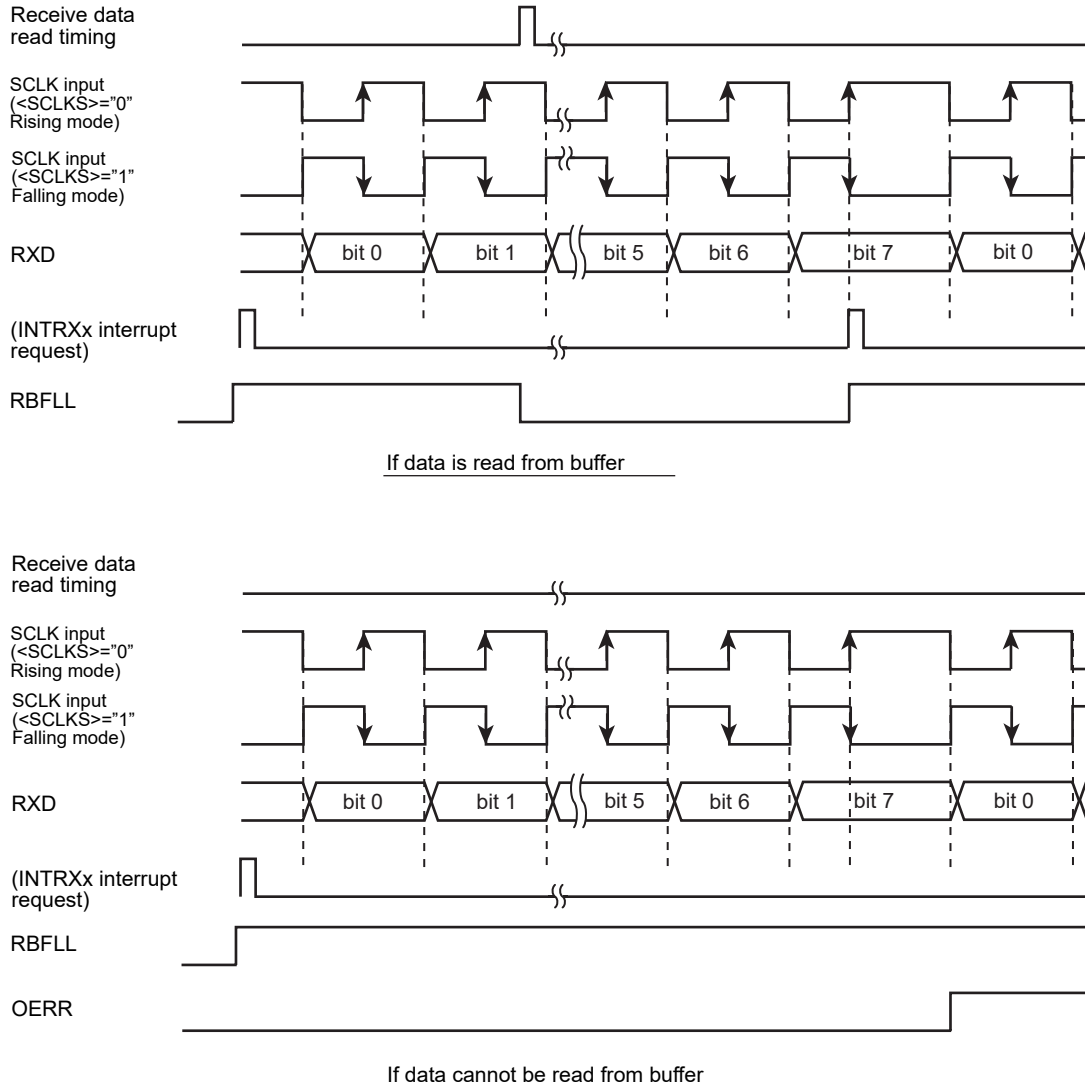 Receive data
read timing
SCLK input
(<SCLKS>="0"
Rising mode)
SCLK input
(<SCLKS>="1"
Falling mode)
RXD
bit 0
bit 1
bit 5
bit 6
bit 7
bit 0
(INTRXx interrupt
request)
RBFLL
If data is read from buffer
Receive data
read timing
SCLK input
(<SCLKS>="0"
Rising mode)
SCLK input
(<SCLKS>="1"
Falling mode)
RXD
bit 0
bit 1
bit 5
bit 6
bit 7
bit 0
(INTRXx interrupt
request)
RBFLL
OERR
If data cannot be read from buffer